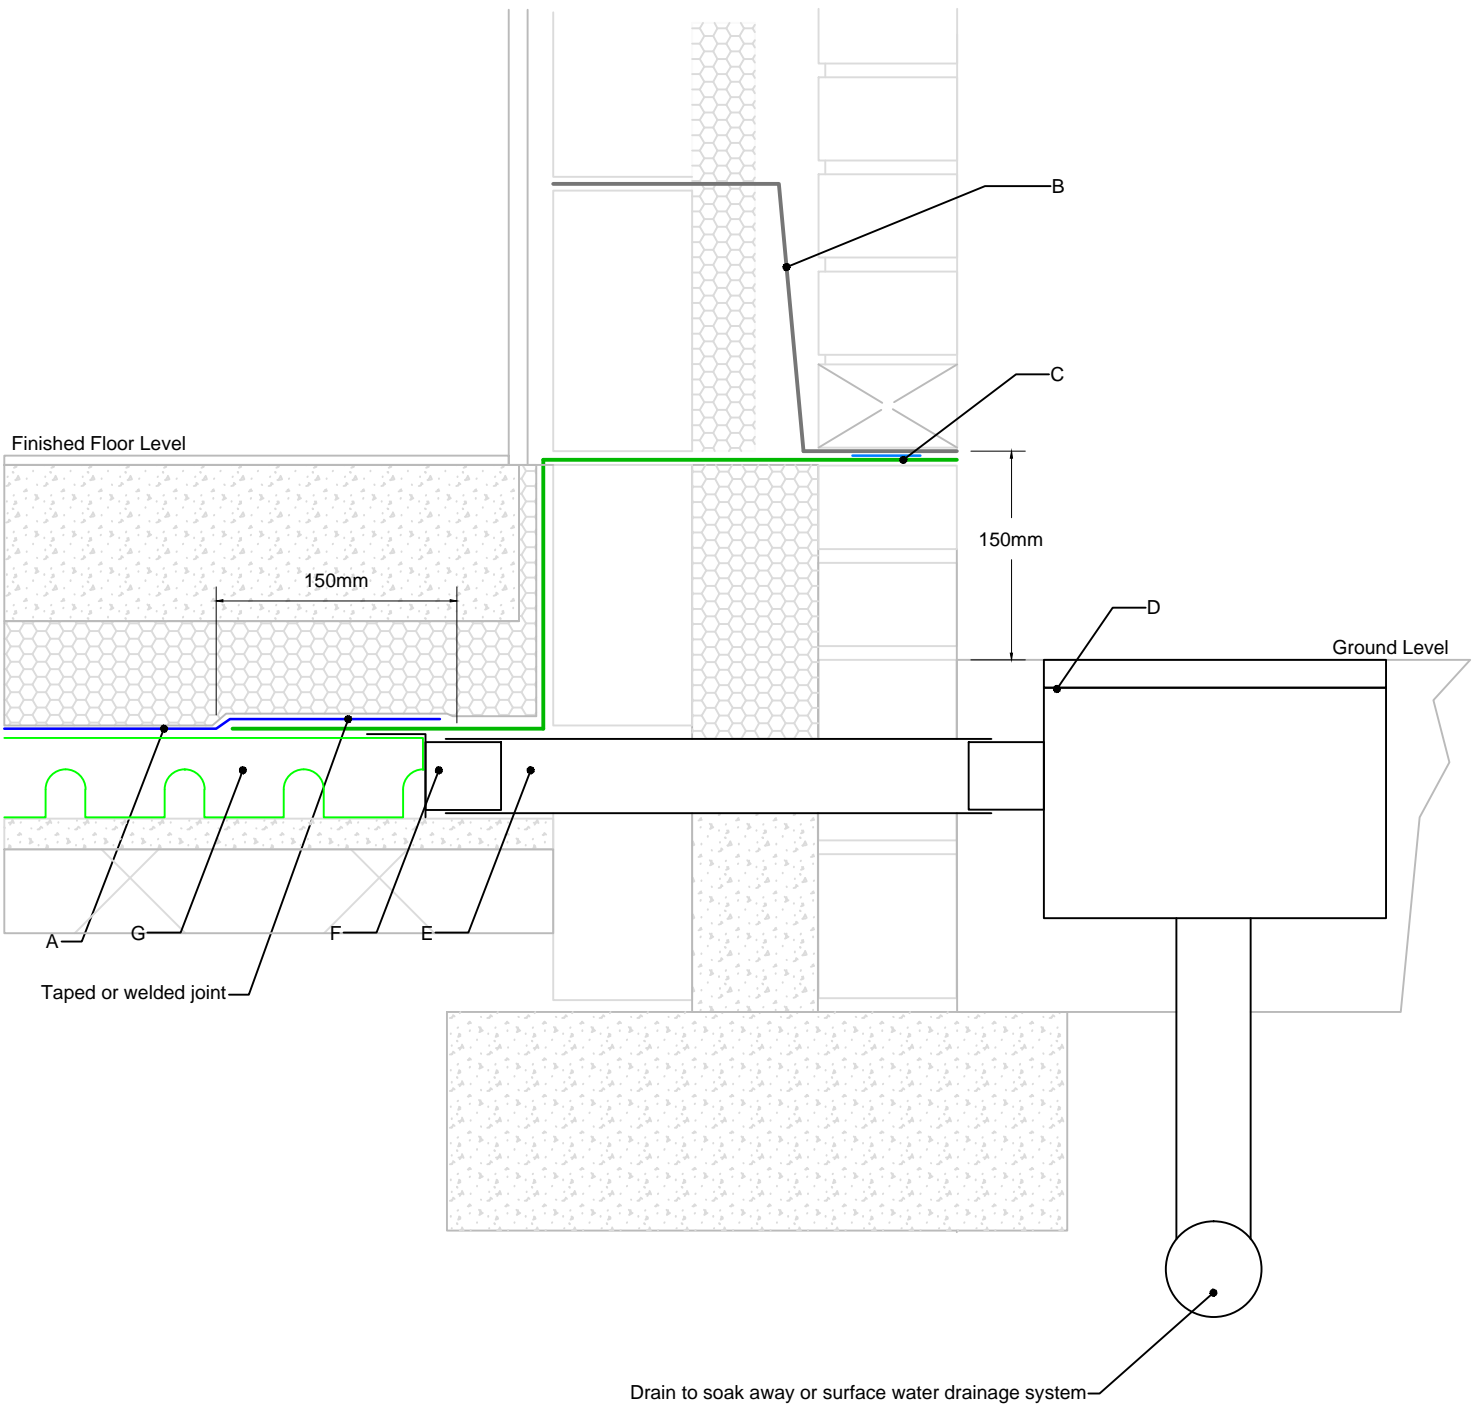 B
C
Finished Floor Level
150mm
150mm
D
Ground Level
A
G
F
E
Taped or welded joint
Drain to soak away or surface water drainage system